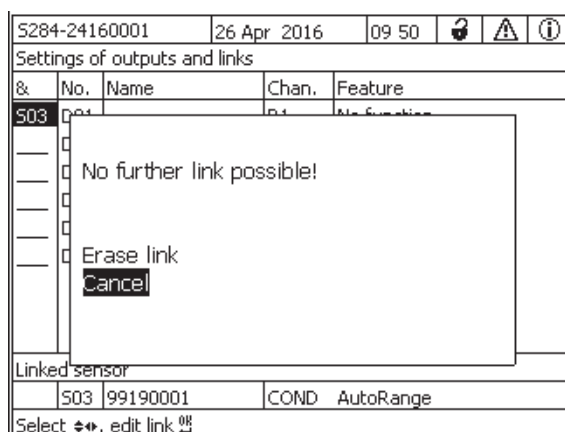 S284-24160001 26 Apr 2016 09 50
Settings of outputs and links
& No. Name Chan. Feature
S03
No further link possible!
Erase link
Cancel
Linked sensor
S03 99190001 COND AutoRange
Select , edit link OK